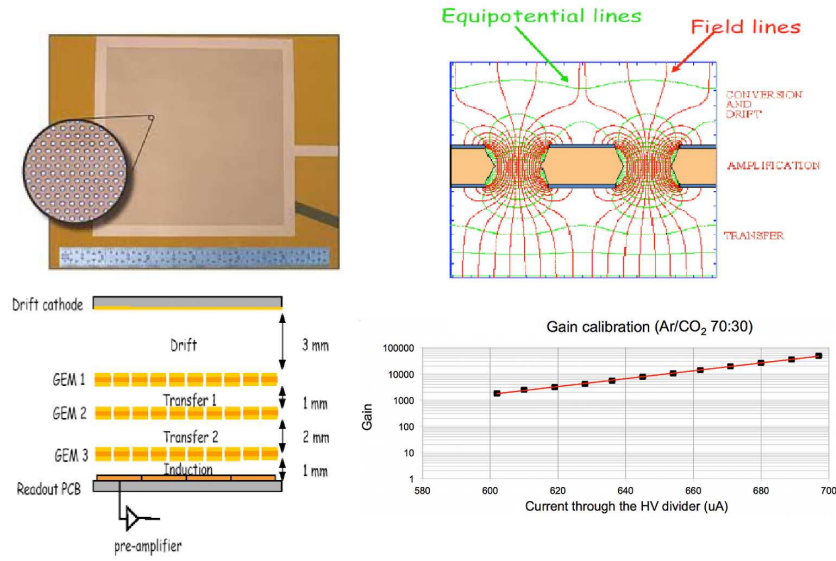 Equipotential lines
Field lines
CONVERSION
AND
DRIFT
AMPLIFICATION
TRANSFER
Drift cathode
Drift
3 mm
GEM 1
Transfer 1
1 mm
GEM 2
Transfer 2
2 mm
GEM 3
Induction
1 mm
Readout PCB
pre-amplifier
Gain calibration (Ar/CO₂ 70:30)
100000
10000
1000
100
10
1
Gain
580
600
620
640
660
680
700
Current through the HV divider (uA)